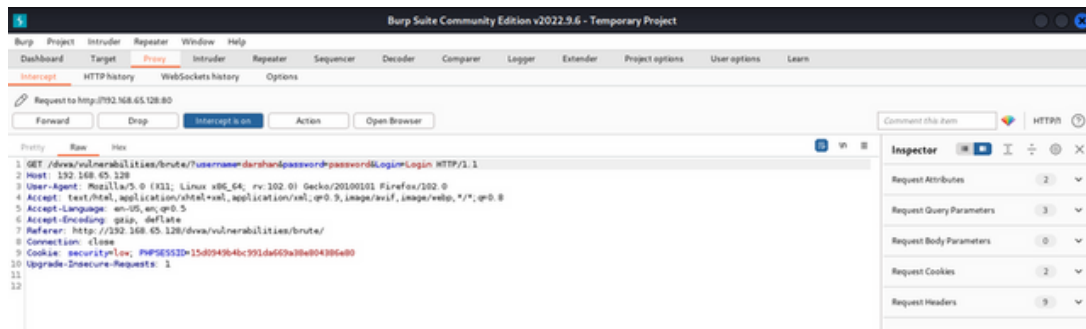 Burp Suite Community Edition v2022.9.6 - Temporary Project
Burp Project Intruder Repeater Window Help
Dashboard Target Proxy Intruder Repeater Sequencer Decoder Comparer Logger Extender Project options User options Learn
Intercept HTTP history WebSockets history Options
Request to http://192.168.65.128:80
Forward Drop Intercept is on Action Open Browser Comment this item HTTP/1
Pretty Raw Hex
Inspector
1 GET /dvwa/vulnerabilities/brute/?username=darshan&password=password&Login=Login HTTP/1.1
2 Host: 192.168.65.128
3 User-Agent: Mozilla/5.0 (X11; Linux x86_64; rv:102.0) Gecko/20100101 Firefox/102.0
4 Accept: text/html,application/xhtml+xml,application/xml;q=0.9,image/avif,image/webp,*/*;q=0.8
5 Accept-Language: en-US,en;q=0.5
6 Accept-Encoding: gzip, deflate
7 Referer: http://192.168.65.128/dvwa/vulnerabilities/brute/
8 Connection: close
9 Cookie: security=low; PHPSESSID=15d0949b4bc991da669a38e804386e80
10 Upgrade-Insecure-Requests: 1
11
12
Request Attributes 2
Request Query Parameters 3
Request Body Parameters 0
Request Cookies 2
Request Headers 9